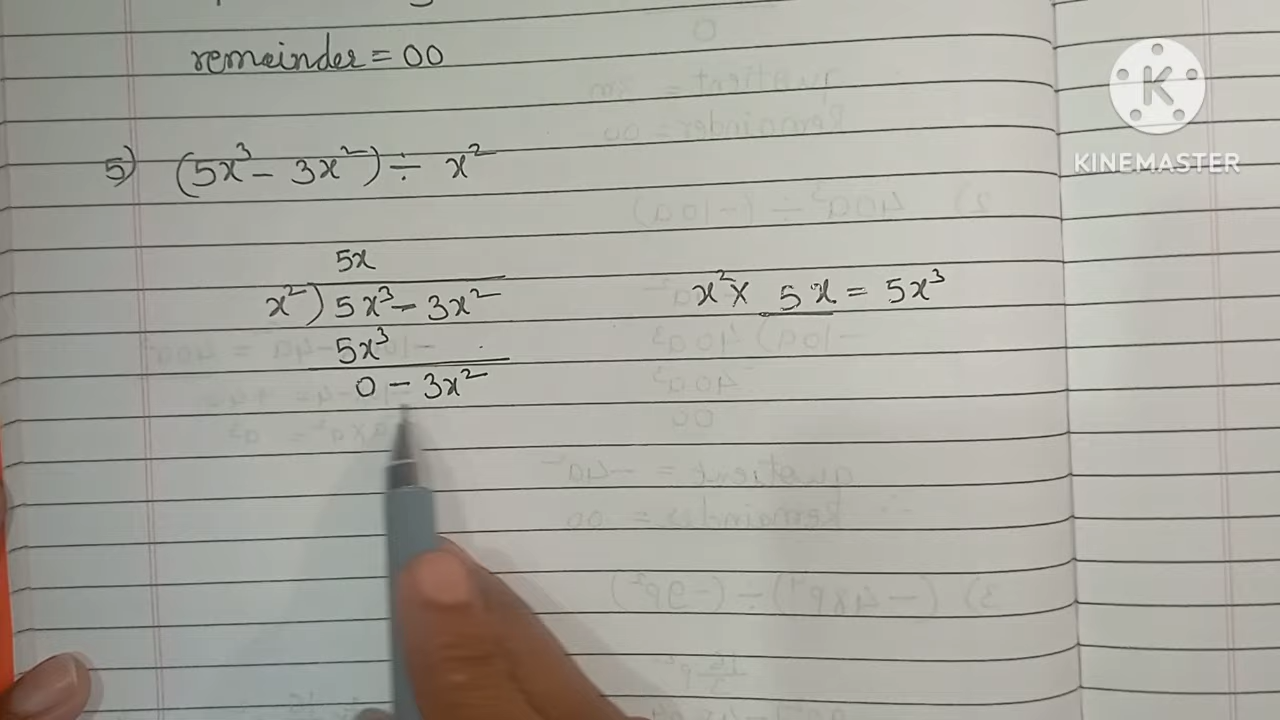 remainder = 00
K
KINEMASTER
5) (5x³ - 3x²) ÷ x²
5x
x²) 5x³ - 3x²
x² × 5x = 5x³
5x³
0 - 3x²